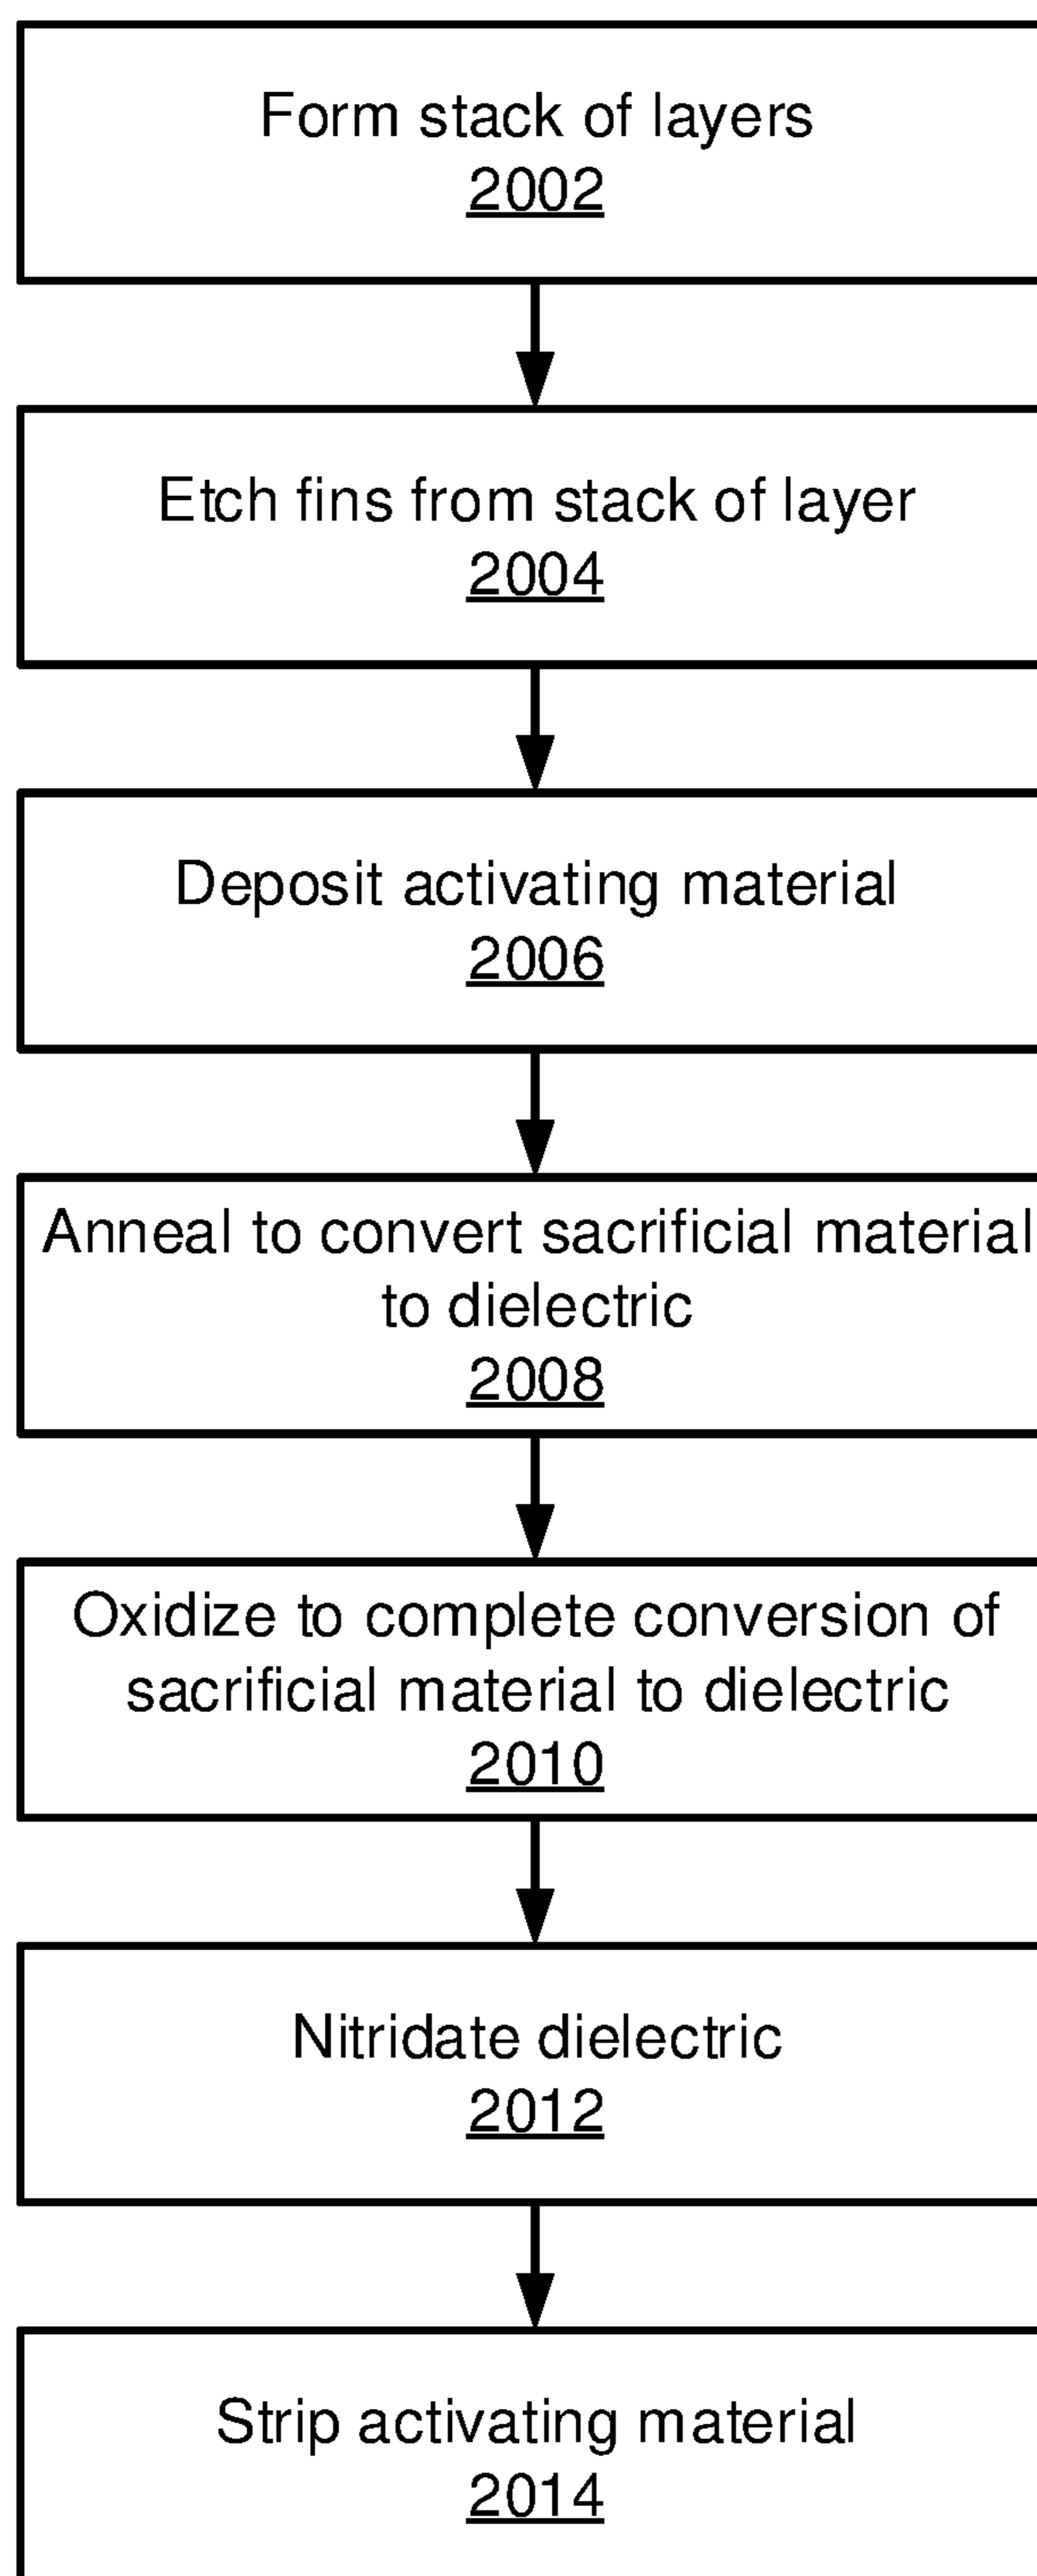 Form stack of layers
2002
Etch fins from stack of layer
2004
Deposit activating material
2006
Anneal to convert sacrificial material
to dielectric
2008
Oxidize to complete conversion of
sacrificial material to dielectric
2010
Nitridate dielectric
2012
Strip activating material
2014